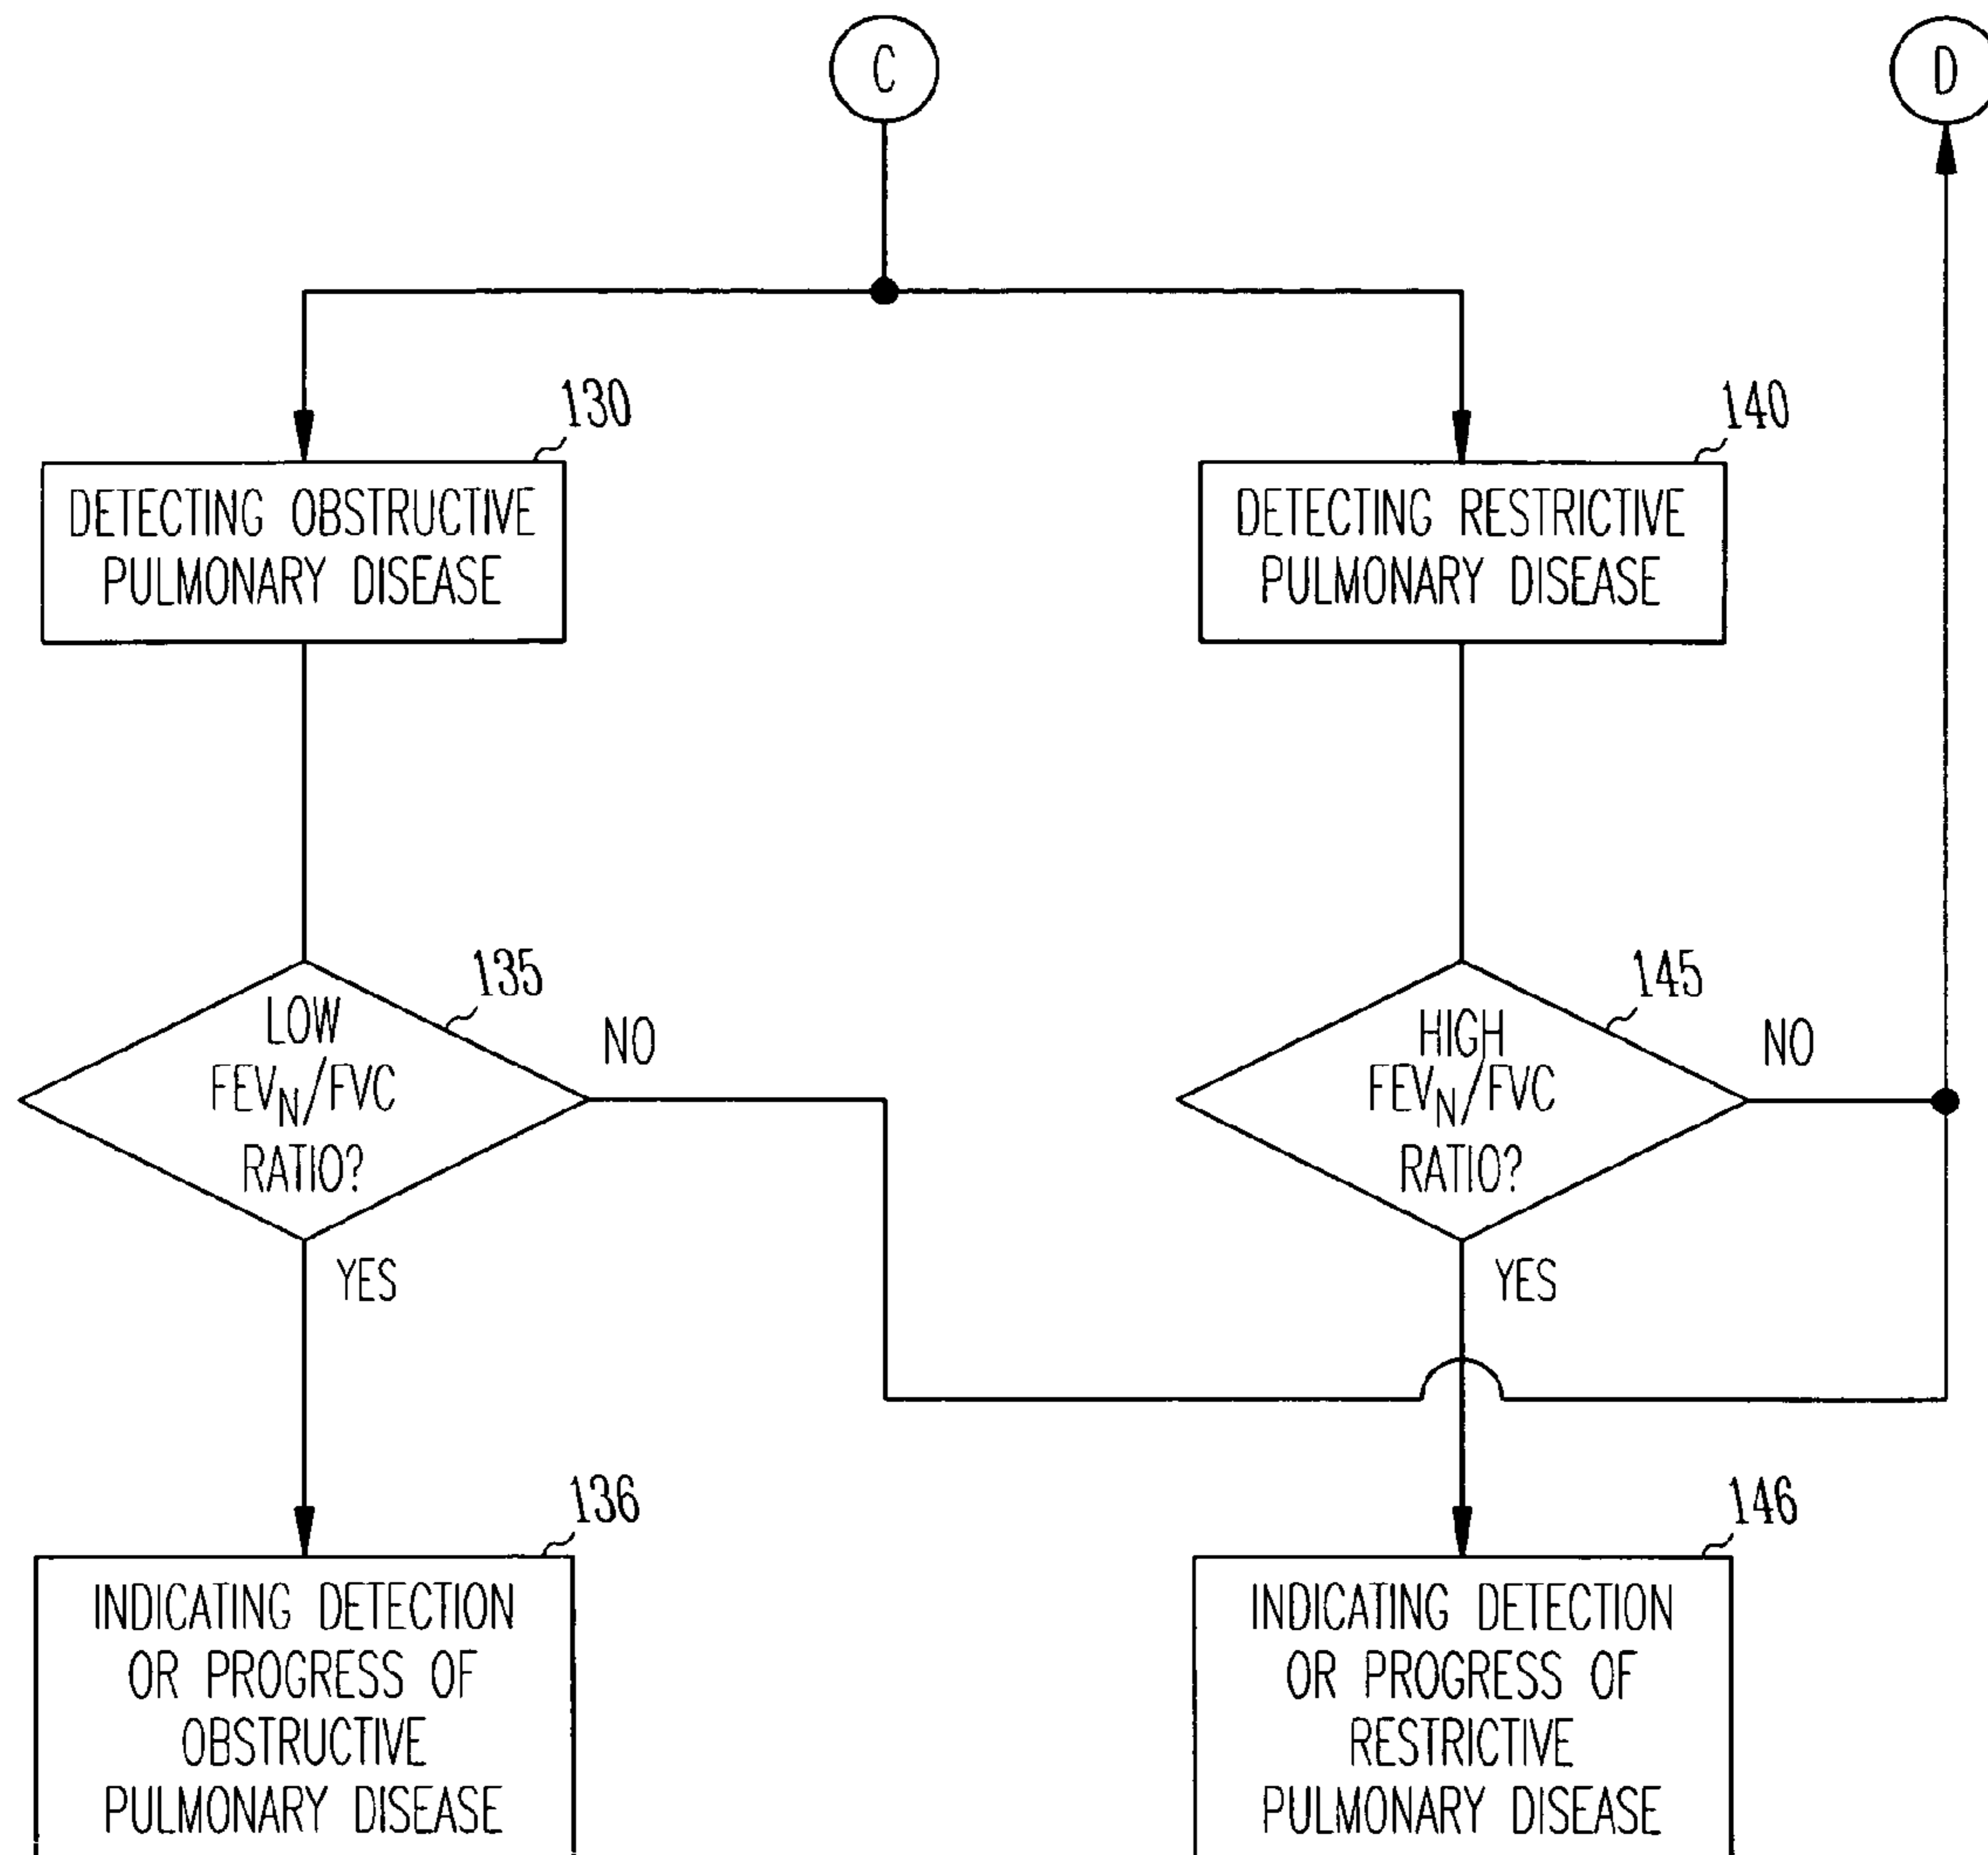 C
D
130
DETECTING OBSTRUCTIVE
PULMONARY DISEASE
140
DETECTING RESTRICTIVE
PULMONARY DISEASE
135
LOW
FEVN/FVC
RATIO?
NO
YES
145
HIGH
FEVN/FVC
RATIO?
NO
YES
136
INDICATING DETECTION
OR PROGRESS OF
OBSTRUCTIVE
PULMONARY DISEASE
146
INDICATING DETECTION
OR PROGRESS OF
RESTRICTIVE
PULMONARY DISEASE